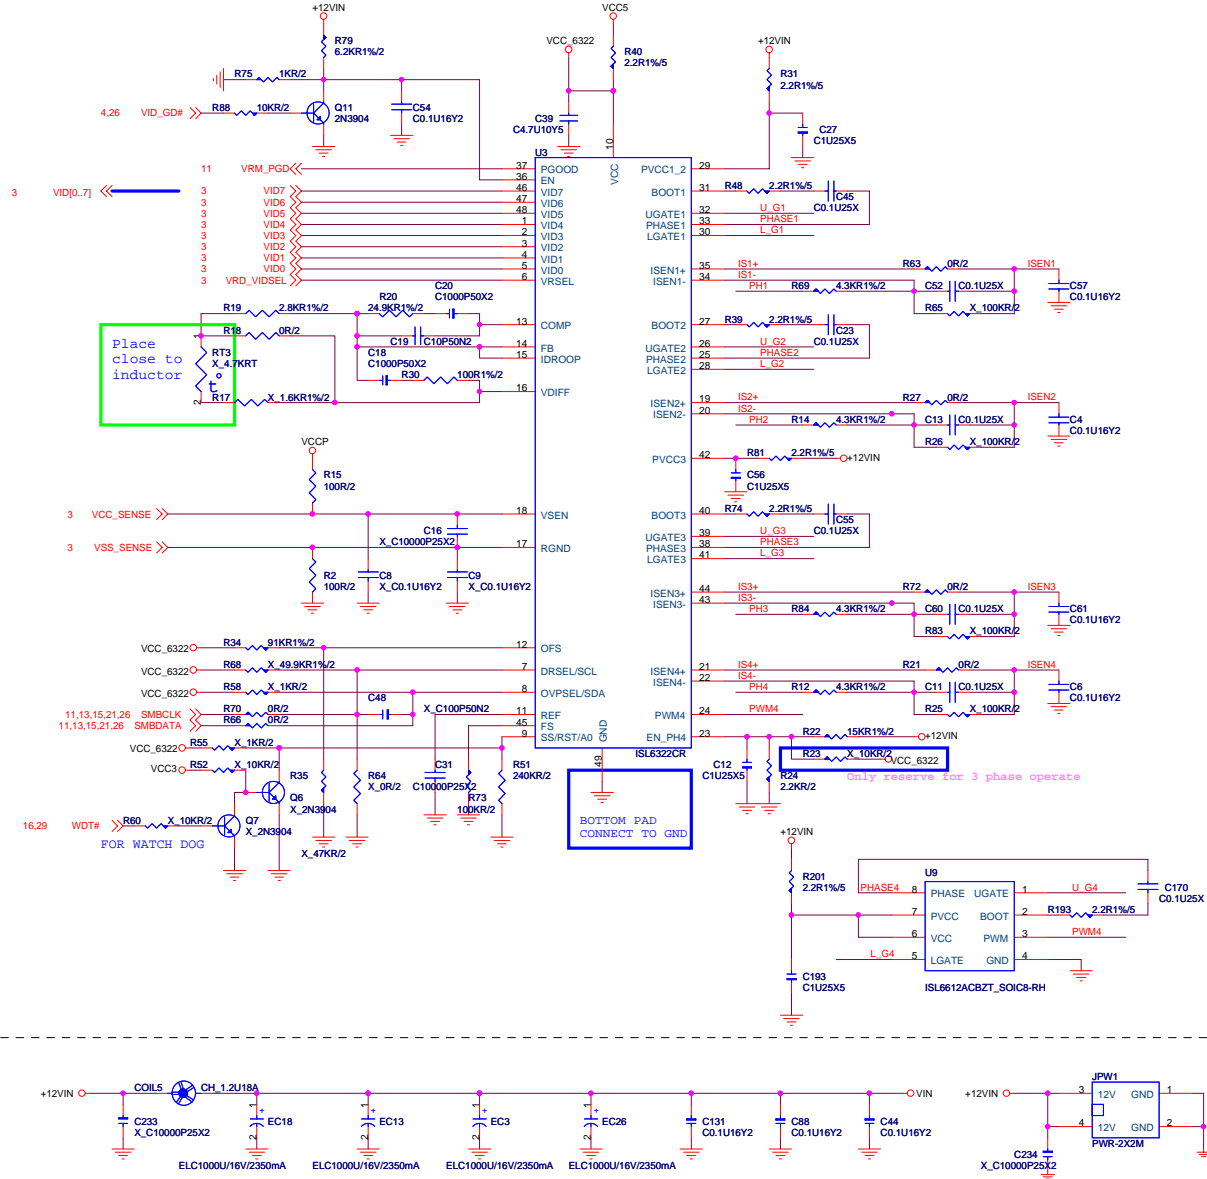 +12VIN
R79
6.2KR1%/2
R75
1KR/2
4,26
VID_GD#
R88
10KR/2
Q11
2N3904
C54
C0.1U16Y2
VCC5
VCC_6322
R40
2.2R1%/5
C39
C4.7U10Y5
+12VIN
R31
2.2R1%/5
C27
C1U25X5
U3
10
VCC
11
VRM_PGD
37
PGOOD
36
EN
3
VID[0..7]
3
VID7
46
VID7
3
VID6
47
VID6
3
VID5
48
VID5
3
VID4
1
VID4
3
VID3
2
VID3
3
VID2
3
VID2
3
VID1
4
VID1
3
VID0
5
VID0
3
VRD_VIDSEL
6
VRSEL
PVCC1_2
29
BOOT1
31
R48
2.2R1%/5
C45
C0.1U25X
UGATE1
32
U_G1
PHASE1
33
PHASE1
LGATE1
30
L_G1
ISEN1+
35
IS1+
R63
0R/2
ISEN1
ISEN1-
34
IS1-
PH1
R69
4.3KR1%/2
C52
C0.1U25X
R65
X_100KR/2
C57
C0.1U16Y2
R19
2.8KR1%/2
R20
24.9KR1%/2
C20
C1000P50X2
13
COMP
R18
0R/2
C19
C10P50N2
14
FB
15
IDROOP
C18
C1000P50X2
R30
100R1%/2
16
VDIFF
Place
close to
inductor
1
RT3
X_4.7KRT
t
2
R17
X_1.6KR1%/2
BOOT2
27
R39
2.2R1%/5
C23
C0.1U25X
UGATE2
26
U_G2
PHASE2
25
PHASE2
LGATE2
28
L_G2
ISEN2+
19
IS2+
R27
0R/2
ISEN2
ISEN2-
20
IS2-
PH2
R14
4.3KR1%/2
C13
C0.1U25X
R26
X_100KR/2
C4
C0.1U16Y2
PVCC3
42
R81
2.2R1%/5
+12VIN
C56
C1U25X5
VCCP
R15
100R/2
3
VCC_SENSE
18
VSEN
C16
X_C10000P25X2
3
VSS_SENSE
17
RGND
R2
100R/2
C8
X_C0.1U16Y2
C9
X_C0.1U16Y2
BOOT3
40
R74
2.2R1%/5
C55
C0.1U25X
UGATE3
39
U_G3
PHASE3
38
PHASE3
LGATE3
41
L_G3
ISEN3+
44
IS3+
R72
0R/2
ISEN3
ISEN3-
43
IS3-
PH3
R84
4.3KR1%/2
C60
C0.1U25X
R83
X_100KR/2
C61
C0.1U16Y2
VCC_6322
R34
91KR1%/2
12
OFS
VCC_6322
R68
X_49.9KR1%/2
7
DRSEL/SCL
VCC_6322
R58
X_1KR/2
C48
8
OVPSEL/SDA
X_C100P50N2
11,13,15,21,26
SMBCLK
R70
0R/2
11
REF
11,13,15,21,26
SMBDATA
R66
0R/2
45
FS
9
SS/RST/A0
VCC_6322
R55
X_1KR/2
VCC3
R52
X_10KR/2
Q6
X_2N3904
R35
X_47KR/2
R64
X_0R/2
C31
C10000P25X2
R73
100KR/2
R51
240KR/2
16,29
WDT#
R60
X_10KR/2
Q7
X_2N3904
FOR WATCH DOG
ISEN4+
21
IS4+
R21
0R/2
ISEN4
ISEN4-
22
IS4-
PH4
R12
4.3KR1%/2
C11
C0.1U25X
R25
X_100KR/2
C6
C0.1U16Y2
PWM4
24
PWM4
EN_PH4
23
R22
15KR1%/2
+12VIN
GND
49
ISL6322CR
R23
X_10KR/2
VCC_6322
Only reserve for 3 phase operate
C12
C1U25X5
R24
2.2KR/2
BOTTOM PAD
CONNECT TO GND
+12VIN
R201
2.2R1%/5
U9
PHASE4
8
PHASE
UGATE
1
U_G4
C170
C0.1U25X
7
PVCC
BOOT
2
R193
2.2R1%/5
6
VCC
PWM
3
PWM4
L_G4
5
LGATE
GND
4
C193
C1U25X5
ISL6612ACBZT_SOIC8-RH
+12VIN
COIL5
CH_1.2U18A
VIN
C233
X_C10000P25X2
1
+
EC18
2
ELC1000U/16V/2350mA
1
+
EC13
2
ELC1000U/16V/2350mA
1
+
EC3
2
ELC1000U/16V/2350mA
1
+
EC26
2
ELC1000U/16V/2350mA
C131
C0.1U16Y2
C88
C0.1U16Y2
C44
C0.1U16Y2
+12VIN
JPW1
3
12V
GND
1
4
12V
GND
2
PWR-2X2M
C234
X_C10000P25X2